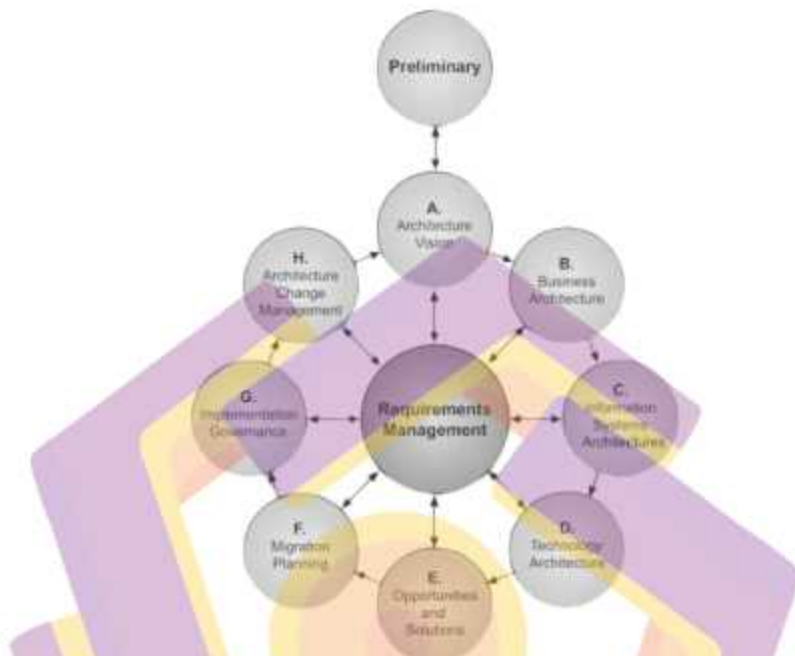 Preliminary
A.
Architecture
Vision
H.
Architecture
Change
Management
B.
Business
Architecture
G.
Implementation
Governance
Requirements
Management
C.
Information
Systems
Architectures
F.
Migration
Planning
D.
Technology
Architecture
E.
Opportunities
and
Solutions